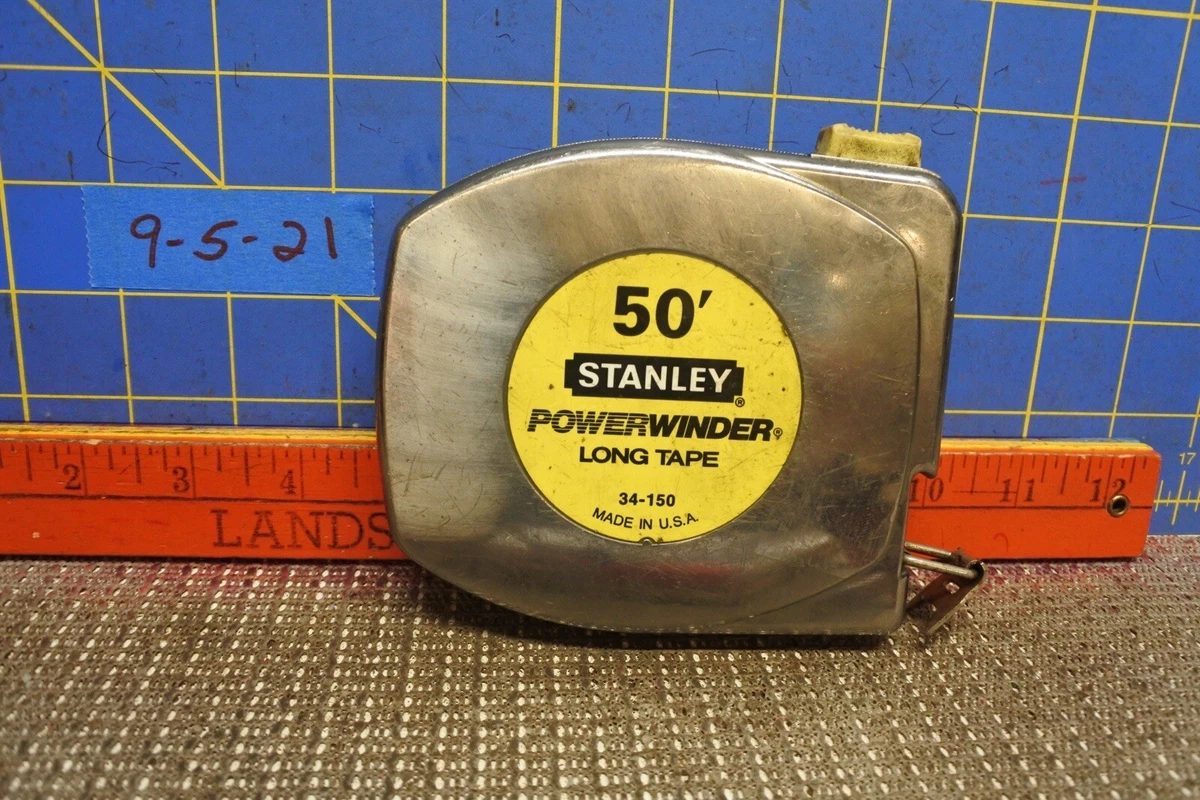 9-5-21
50'
STANLEY®
POWERWINDER®
LONG TAPE
34-150
MADE IN U.S.A.
2 3 4 10 11 12
LANDS
17